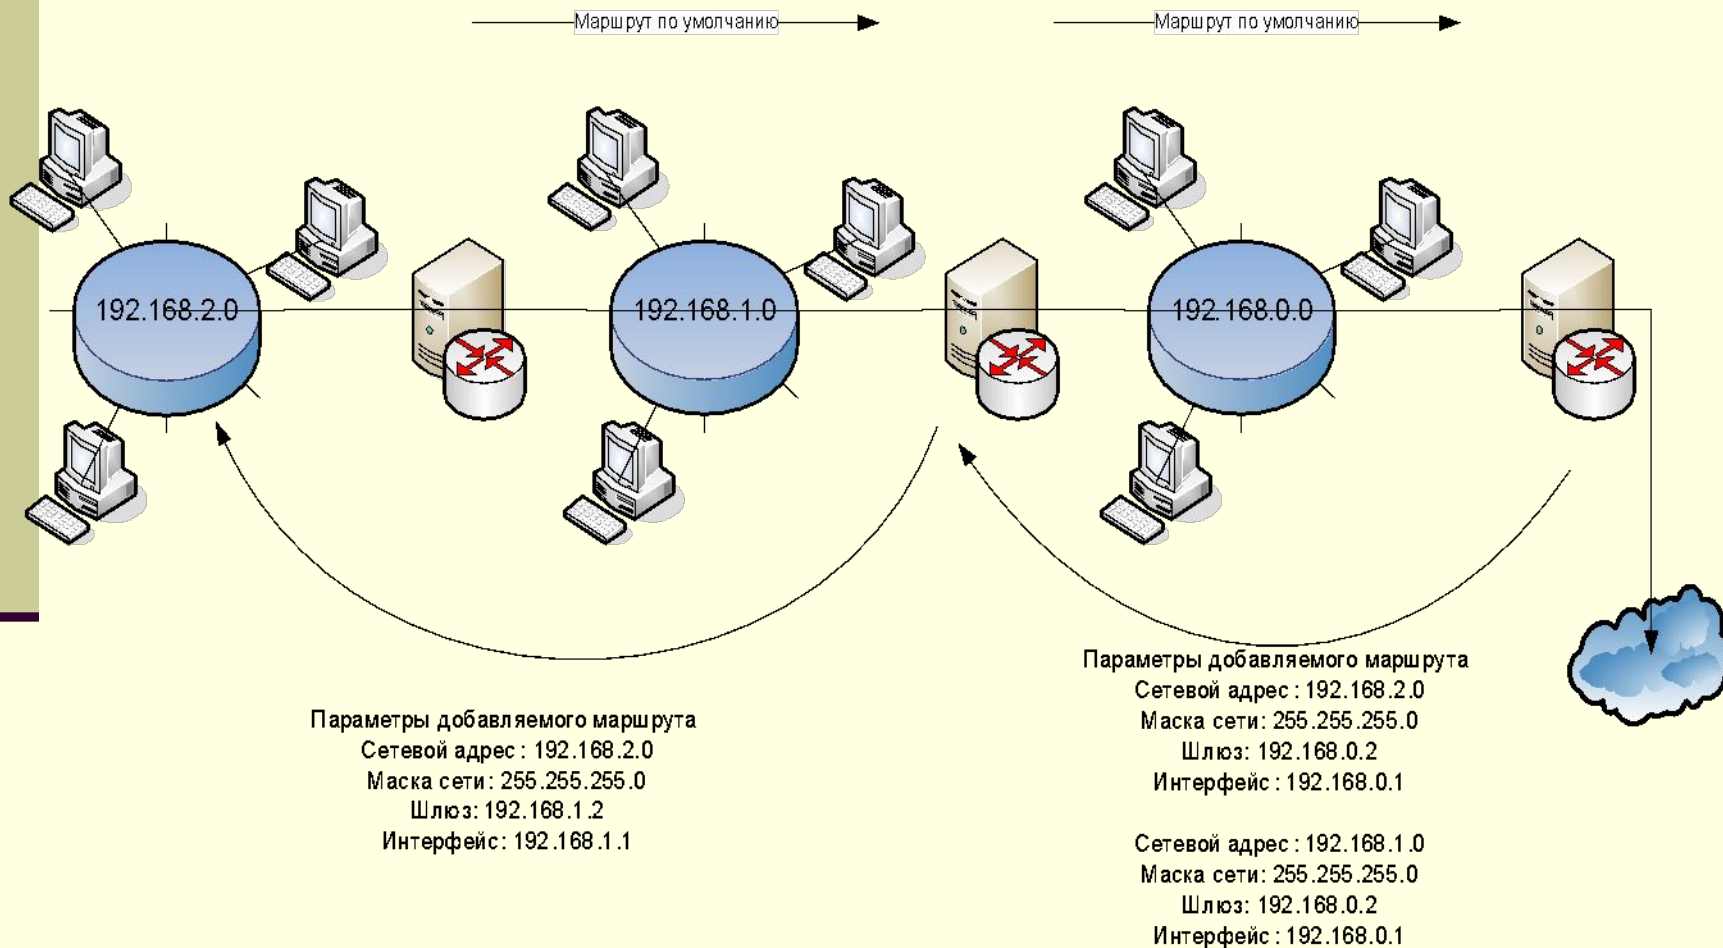 Маршрут по умолчанию
Маршрут по умолчанию
192.168.2.0
192.168.1.0
192.168.0.0
Параметры добавляемого маршрута
Сетевой адрес : 192.168.2.0
Маска сети: 255.255.255.0
Шлюз: 192.168.1.2
Интерфейс: 192.168.1.1
Параметры добавляемого маршрута
Сетевой адрес : 192.168.2.0
Маска сети: 255.255.255.0
Шлюз: 192.168.0.2
Интерфейс : 192.168.0.1
Сетевой адрес : 192.168.1.0
Маска сети: 255.255.255.0
Шлюз: 192.168.0.2
Интерфейс : 192.168.0.1